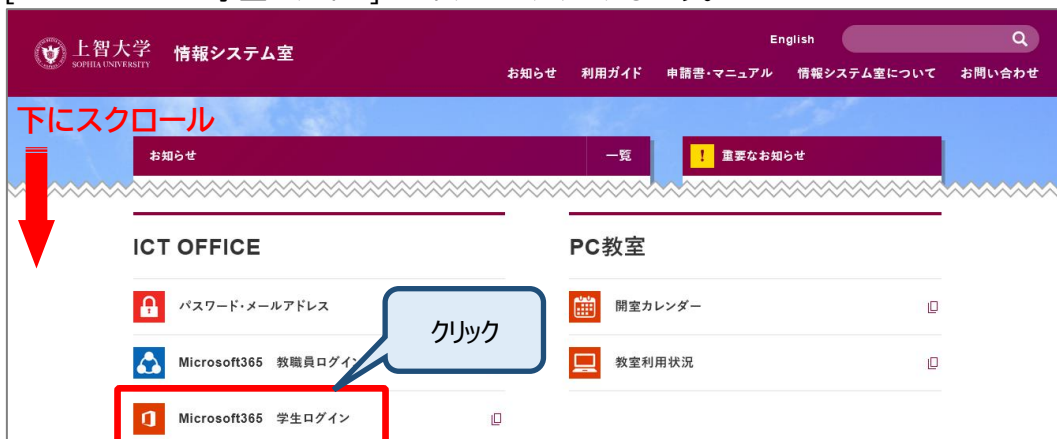 上智大学
SOPHIA UNIVERSITY
情報システム室
English
お知らせ 利用ガイド 申請書・マニュアル 情報システム室について お問い合わせ
下にスクロール
お知らせ 一覧
! 重要なお知らせ
ICT OFFICE
パスワード・メールアドレス
Microsoft365 教職員ログイン
Microsoft365 学生ログイン
クリック
PC教室
開室カレンダー
教室利用状況